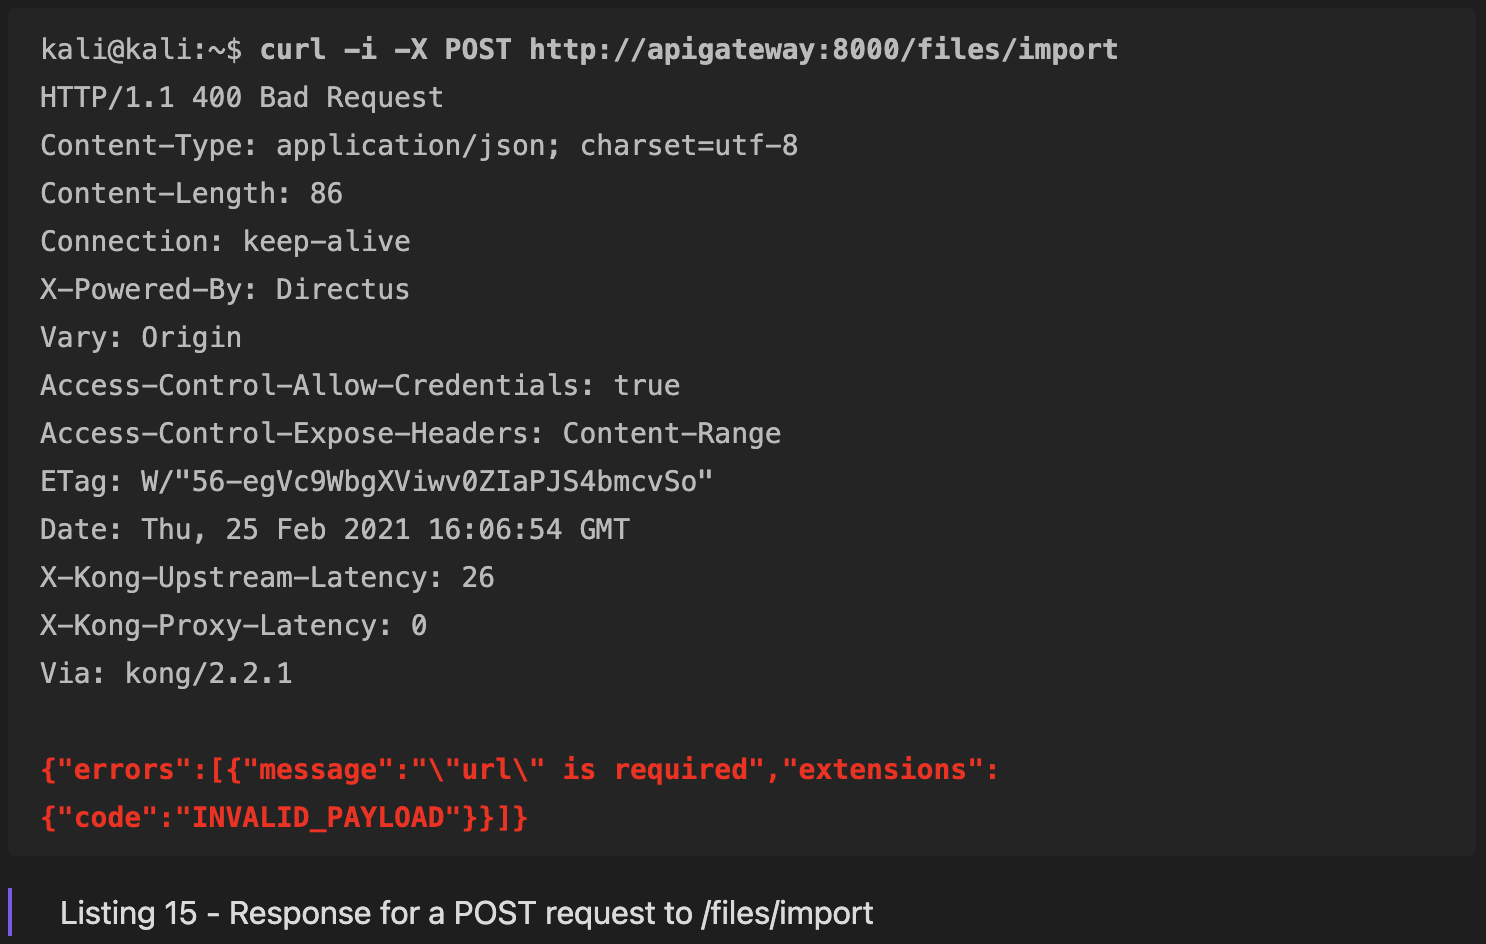 kali@kali:~$ curl -i -X POST http://apigateway:8000/files/import
HTTP/1.1 400 Bad Request
Content-Type: application/json; charset=utf-8
Content-Length: 86
Connection: keep-alive
X-Powered-By: Directus
Vary: Origin
Access-Control-Allow-Credentials: true
Access-Control-Expose-Headers: Content-Range
ETag: W/"56-egVc9WbgXViwv0ZIaPJS4bmcvSo"
Date: Thu, 25 Feb 2021 16:06:54 GMT
X-Kong-Upstream-Latency: 26
X-Kong-Proxy-Latency: 0
Via: kong/2.2.1
{"errors":[{"message":"\"url\" is required","extensions":
{"code":"INVALID_PAYLOAD"}}]}
Listing 15 - Response for a POST request to /files/import